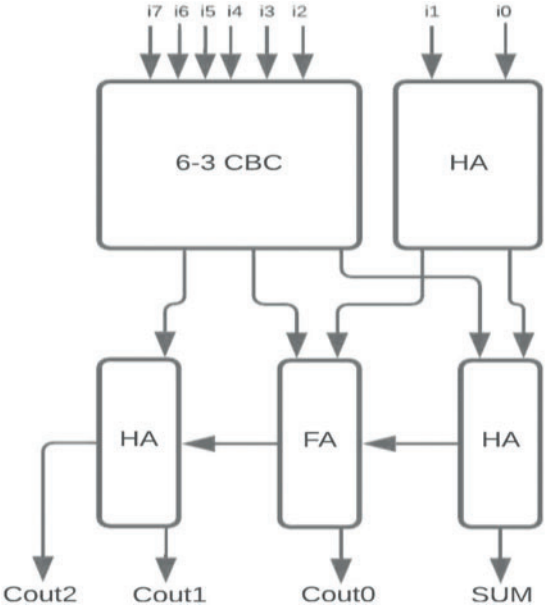 i7 i6 i5 i4 i3 i2 i1 i0
6-3 CBC HA
HA FA HA
Cout2 Cout1 Cout0 SUM